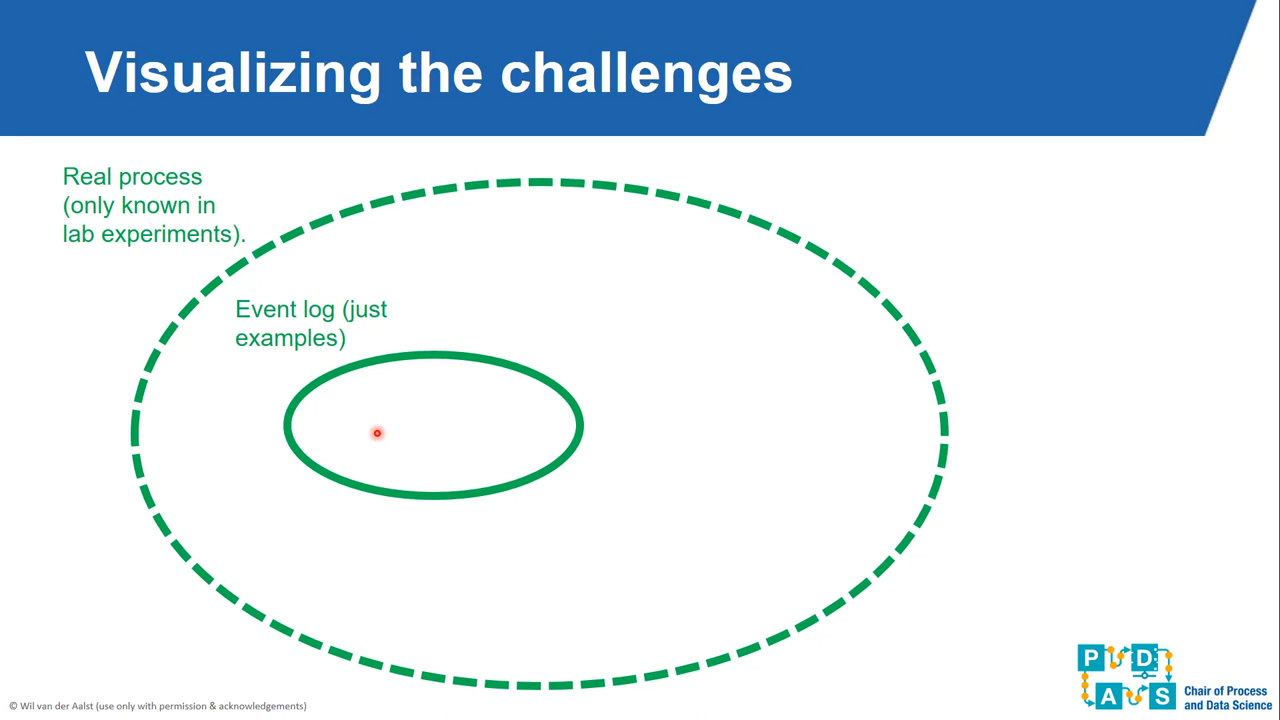 Visualizing the challenges
Real process
(only known in
lab experiments).
Event log (just
examples)
P D
A S
Chair of Process
and Data Science
© Wil van der Aalst (use only with permission & acknowledgements)